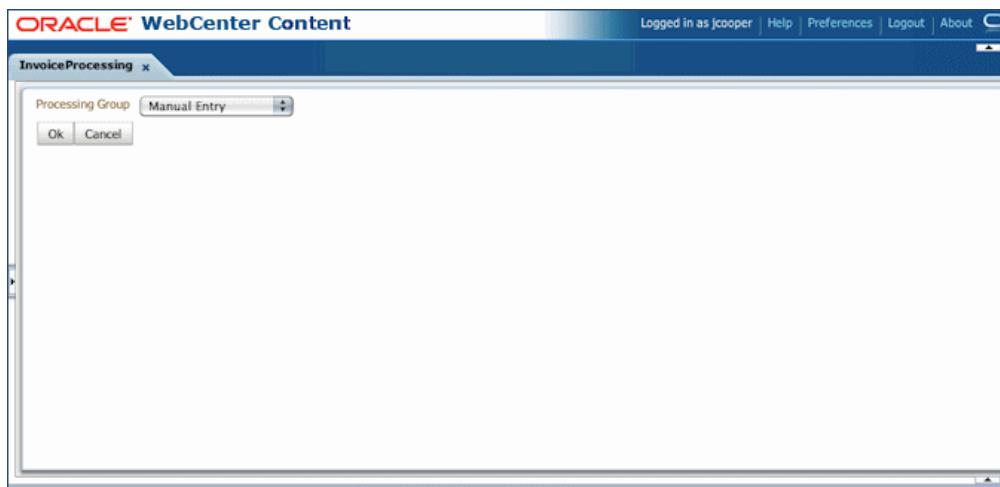 ORACLE WebCenter Content
Logged in as jcooper | Help | Preferences | Logout | About
InvoiceProcessing x
Processing Group Manual Entry
Ok Cancel